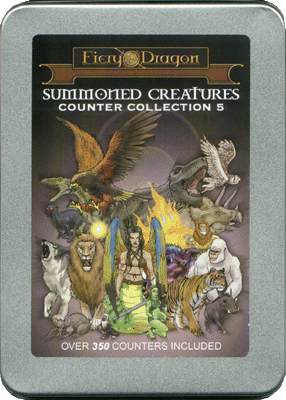 Fiery Dragon
SUMMONED CREATURES
COUNTER COLLECTION 5
OVER 350 COUNTERS INCLUDED